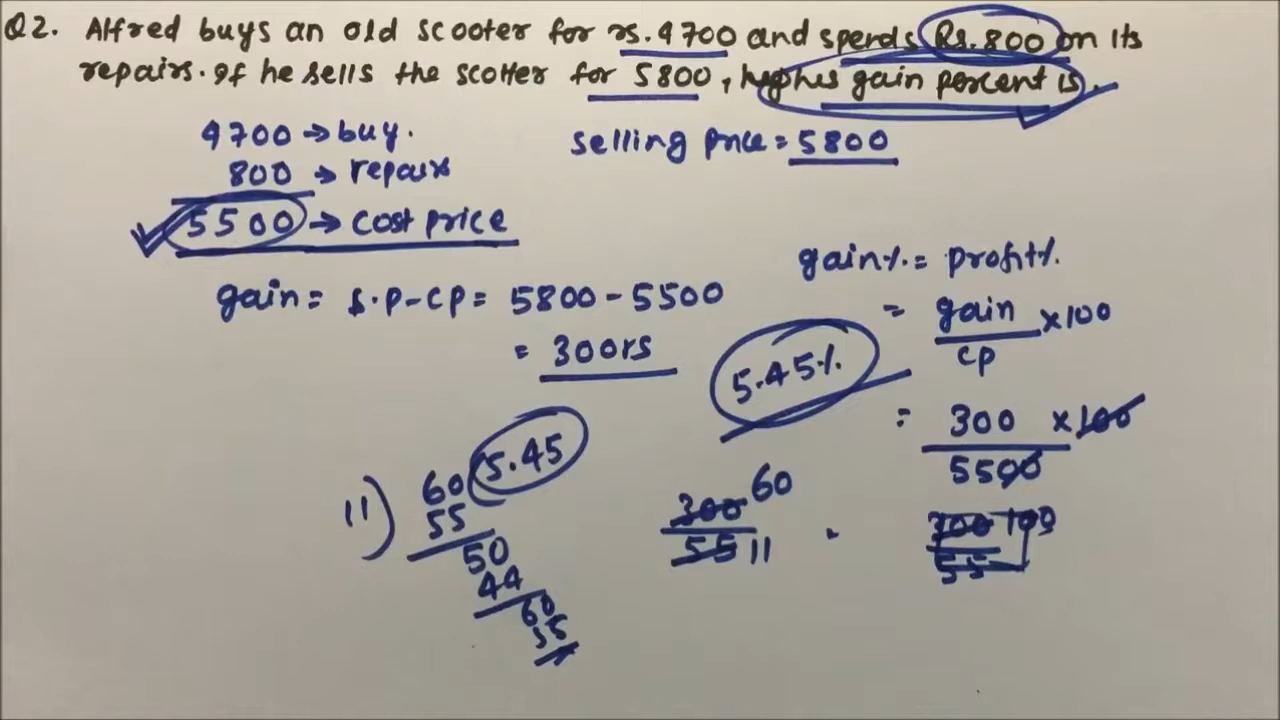 Q2. Alfred buys an old scooter for rs. 4700 and spends Rs. 800 on its
repairs. If he sells the scotter for 5800, his gain percent is.
4700 → buy.
800 → repairs
5500 → cost price
selling price = 5800
gain = S.P - CP = 5800 - 5500
= 300rs
gain% = profit%
= gain/CP × 100
= 300/5500 × 100
300 100
55
300 60
55 11
5.45%
11) 60 5.45
55
50
44
60
55